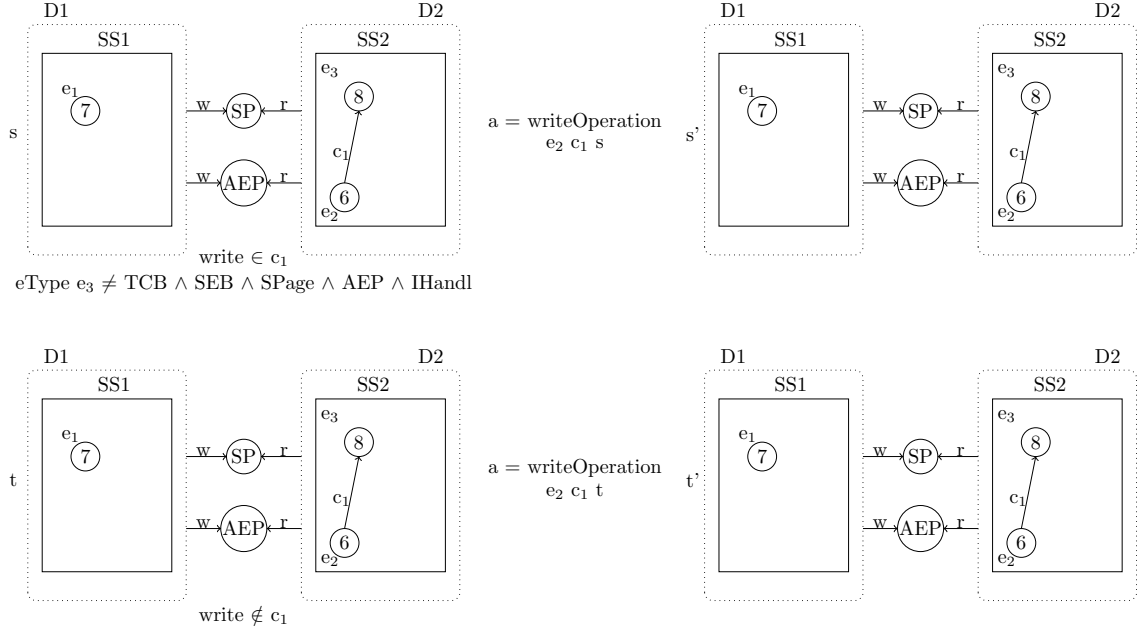 D1 D2 D1 D2
SS1 SS2 SS1 SS2
e₃ e₃
e₁ 8 e₁ 8
7 w SP r 7 w SP r
a = writeOperation
s c₁ e₂ c₁ s s' c₁
w AEP r w AEP r
6 6
e₂ e₂
write ∈ c₁
eType e₃ ≠ TCB ∧ SEB ∧ SPage ∧ AEP ∧ IHandl
D1 D2 D1 D2
SS1 SS2 SS1 SS2
e₃ e₃
e₁ 8 e₁ 8
7 w SP r 7 w SP r
a = writeOperation
t c₁ e₂ c₁ t t' c₁
w AEP r w AEP r
6 6
e₂ e₂
write ∉ c₁